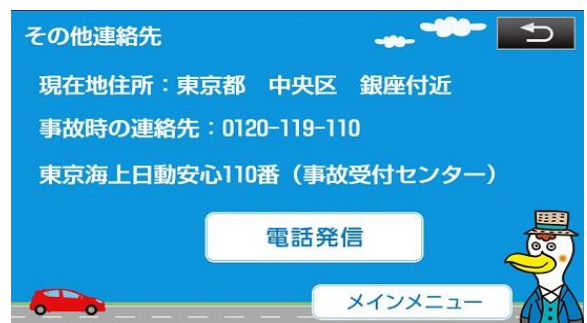 その他連絡先
現在地住所：東京都　中央区　銀座付近
事故時の連絡先：0120-119-110
東京海上日動安心110番（事故受付センター）
電話発信
メインメニュー